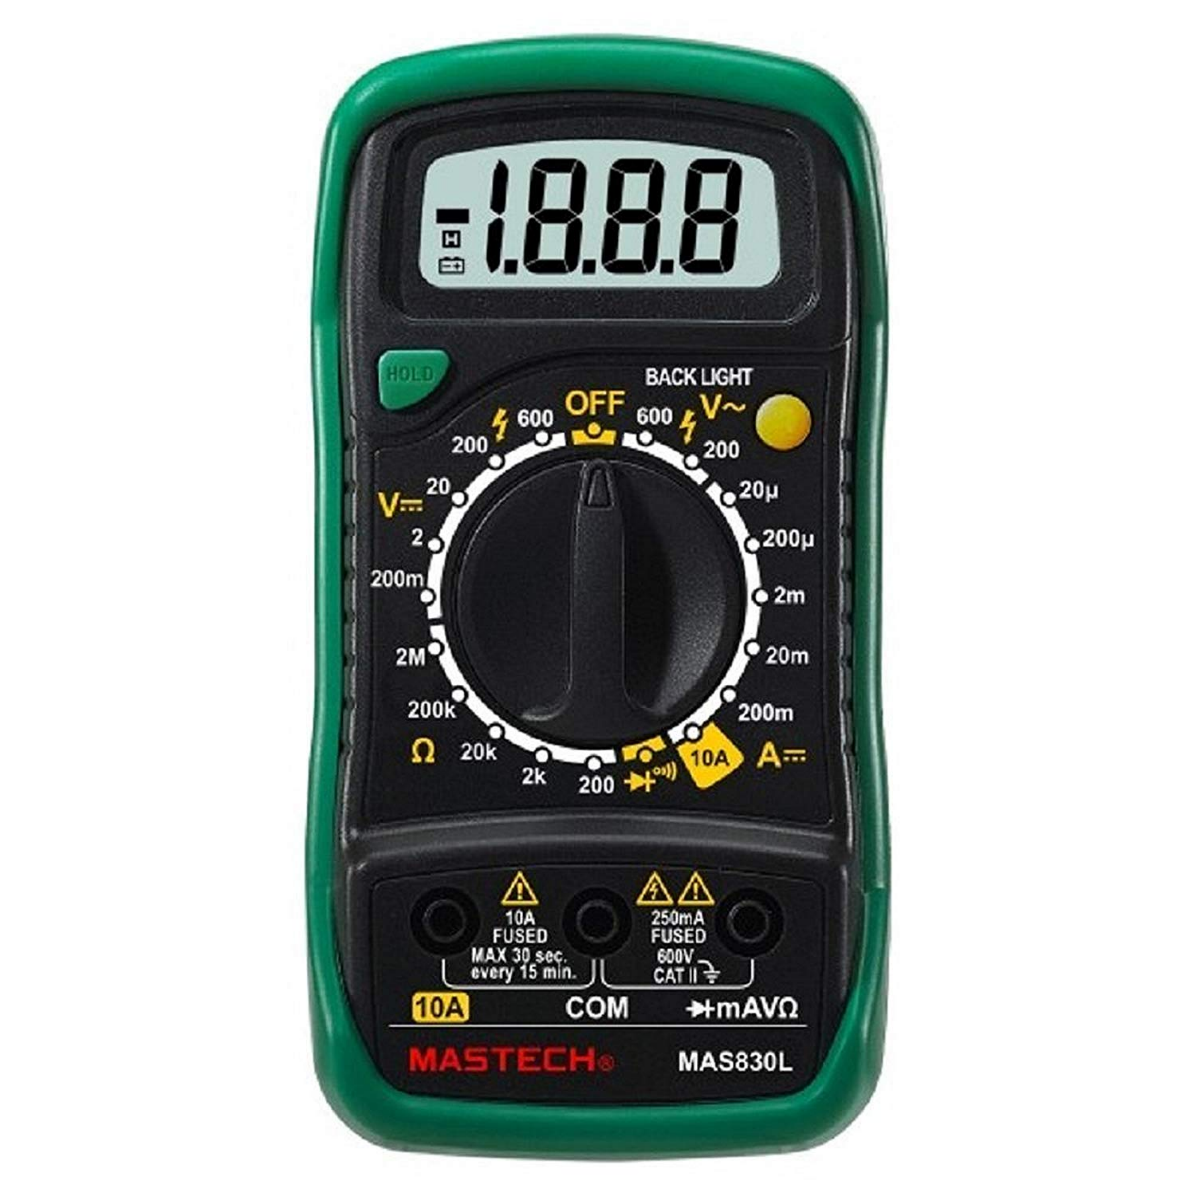 -1.8.8.8
H
HOLD
BACK LIGHT
OFF
600
V~
200
20µ
200µ
2m
20m
200m
A⎓
10A
200
2k
20k
Ω
200k
2M
200m
2
V⎓
20
200
600
10A
FUSED
MAX 30 sec.
every 15 min.
250mA
FUSED
600V
CAT II
10A
COM
mAVΩ
MASTECH®
MAS830L